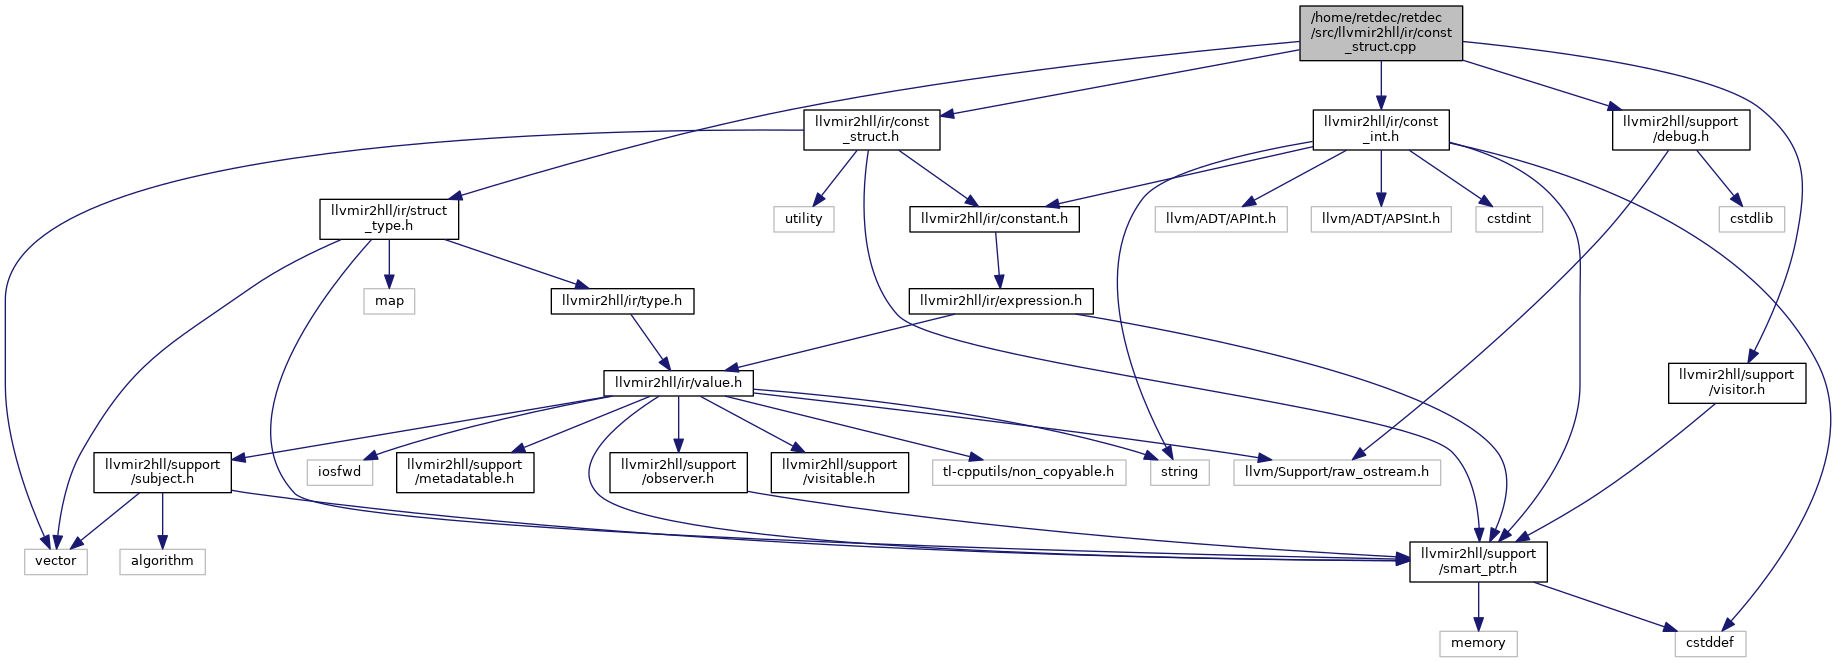 /home/retdec/retdec
/src/llvmir2hll/ir/const
_struct.cpp
llvmir2hll/ir/const
_struct.h
llvmir2hll/ir/const
_int.h
llvmir2hll/support
/debug.h
llvmir2hll/ir/struct
_type.h
utility
llvmir2hll/ir/constant.h
llvm/ADT/APInt.h
llvm/ADT/APSInt.h
cstdint
cstdlib
map
llvmir2hll/ir/type.h
llvmir2hll/ir/expression.h
llvmir2hll/ir/value.h
llvmir2hll/support
/visitor.h
llvmir2hll/support
/subject.h
iosfwd
llvmir2hll/support
/metadatable.h
llvmir2hll/support
/observer.h
llvmir2hll/support
/visitable.h
tl-cpputils/non_copyable.h
string
llvm/Support/raw_ostream.h
vector
algorithm
llvmir2hll/support
/smart_ptr.h
memory
cstddef